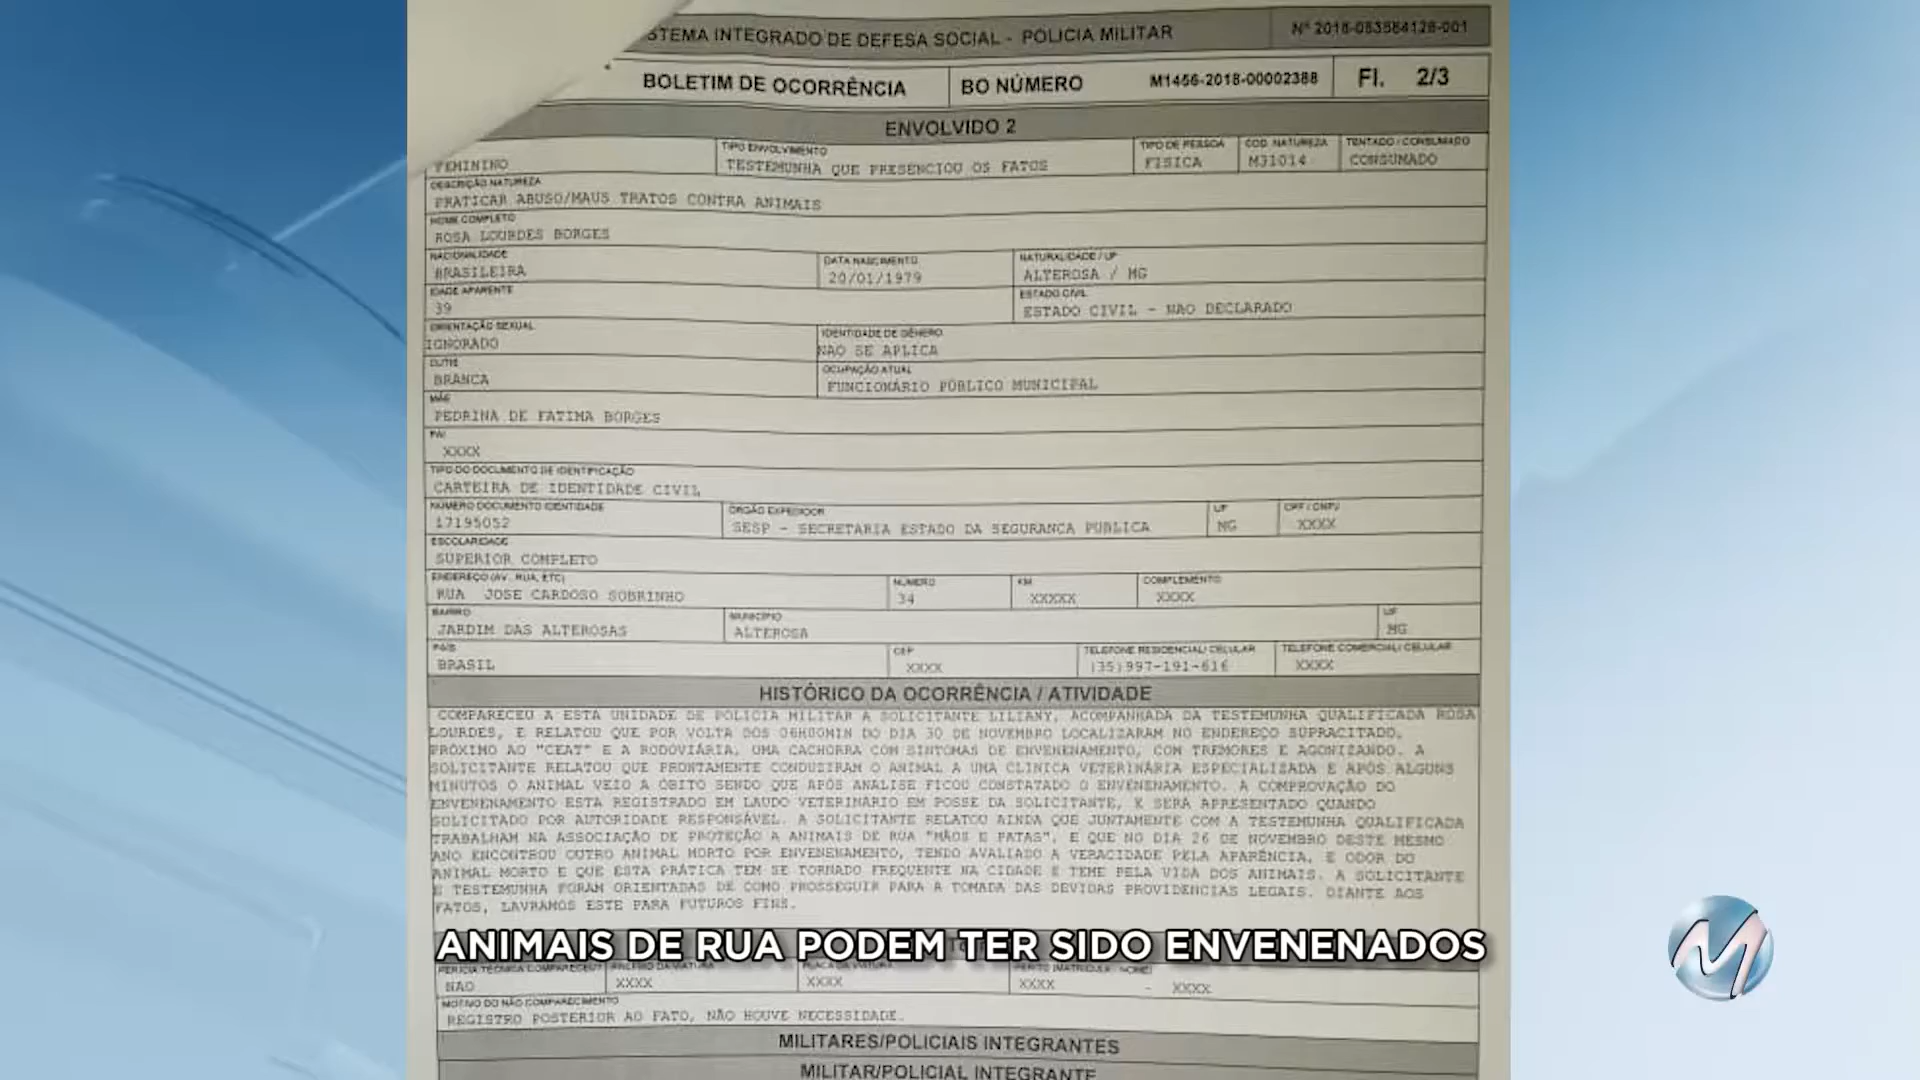 STEMA INTEGRADO DE DEFESA SOCIAL - POLICIA MILITAR Nº 2018-053584128-001
BOLETIM DE OCORRÊNCIA BO NÚMERO M1456-2018-00002388 Fl. 2/3
ENVOLVIDO 2
TIPO ENVOLVIMENTO TIPO DE PESSOA COD. NATUREZA TENTADO / CONSUMADO
FEMININO TESTEMUNHA QUE PRESENCIOU OS FATOS FISICA M31014 CONSUMADO
DESCRIÇÃO NATUREZA
PRATICAR ABUSO/MAUS TRATOS CONTRA ANIMAIS
NOME COMPLETO
ROSA LOURDES BORGES
NACIONALIDADE DATA NASCIMENTO NATURALIDADE / UF
BRASILEIRA 20/01/1979 ALTEROSA / MG
IDADE APARENTE ESTADO CIVIL
39 ESTADO CIVIL - NAO DECLARADO
ORIENTAÇÃO SEXUAL IDENTIDADE DE GÊNERO
IGNORADO NAO SE APLICA
CUTIS OCUPAÇÃO ATUAL
BRANCA FUNCIONARIO PUBLICO MUNICIPAL
MÃE
PEDRINA DE FATIMA BORGES
PAI
XXXX
TIPO DO DOCUMENTO DE IDENTIFICAÇÃO
CARTEIRA DE IDENTIDADE CIVIL
NÚMERO DOCUMENTO IDENTIDADE ÓRGÃO EXPEDIDOR UF CPF / CNPJ
17195052 SESP - SECRETARIA ESTADO DA SEGURANCA PUBLICA MG XXXX
ESCOLARIDADE
SUPERIOR COMPLETO
ENDEREÇO (AV, RUA, ETC) NÚMERO KM COMPLEMENTO
RUA JOSE CARDOSO SOBRINHO 34 XXXXX XXXX
BAIRRO MUNICÍPIO UF
JARDIM DAS ALTEROSAS ALTEROSA MG
PAÍS CEP TELEFONE RESIDENCIAL/ CELULAR TELEFONE COMERCIAL/ CELULAR
BRASIL XXXX (35)997-191-616 XXXX
HISTÓRICO DA OCORRÊNCIA / ATIVIDADE
COMPARECEU A ESTA UNIDADE DE POLICIA MILITAR A SOLICITANTE LILIANY, ACOMPANHADA DA TESTEMUNHA QUALIFICADA ROSA
LOURDES, E RELATOU QUE POR VOLTA DOS 06H00MIN DO DIA 30 DE NOVEMBRO LOCALIZARAM NO ENDEREÇO SUPRACITADO,
PRÓXIMO AO "CEAT" E A RODOVIÁRIA, UMA CACHORRA COM SINTOMAS DE ENVENENAMENTO, COM TREMORES E AGONIZANDO. A
SOLICITANTE RELATOU QUE PRONTAMENTE CONDUZIRAM O ANIMAL A UMA CLINICA VETERINÁRIA ESPECIALIZADA E APÓS ALGUNS
MINUTOS O ANIMAL VEIO A ÓBITO SENDO QUE APÓS ANALISE FICOU CONSTATADO O ENVENENAMENTO. A COMPROVAÇÃO DO
ENVENENAMENTO ESTA REGISTRADO EM LAUDO VETERINÁRIO EM POSSE DA SOLICITANTE, E SERA APRESENTADO QUANDO
SOLICITADO POR AUTORIDADE RESPONSÁVEL. A SOLICITANTE RELATOU AINDA QUE JUNTAMENTE COM A TESTEMUNHA QUALIFICADA
TRABALHAM NA ASSOCIAÇÃO DE PROTEÇÃO A ANIMAIS DE RUA "MÃOS E PATAS", E QUE NO DIA 26 DE NOVEMBRO DESTE MESMO
ANO ENCONTROU OUTRO ANIMAL MORTO POR ENVENENAMENTO, TENDO AVALIADO A VERACIDADE PELA APARÊNCIA, E ODOR DO
ANIMAL MORTO E QUE ESTA PRÁTICA TEM SE TORNADO FREQUENTE NA CIDADE E TEME PELA VIDA DOS ANIMAIS. A SOLICITANTE
E TESTEMUNHA FORAM ORIENTADAS DE COMO PROSSEGUIR PARA A TOMADA DAS DEVIDAS PROVIDENCIAS LEGAIS. DIANTE AOS
FATOS, LAVRAMOS ESTE PARA FUTUROS FINS.
ANIMAIS DE RUA PODEM TER SIDO ENVENENADOS
PERÍCIA TÉCNICA COMPARECEU?
NAO XXXX XXXX XXXX - XXXX
MOTIVO DO NÃO COMPARECIMENTO
REGISTRO POSTERIOR AO FATO, NÃO HOUVE NECESSIDADE.
MILITARES/POLICIAIS INTEGRANTES
MILITAR/POLICIAL INTEGRANTE
M